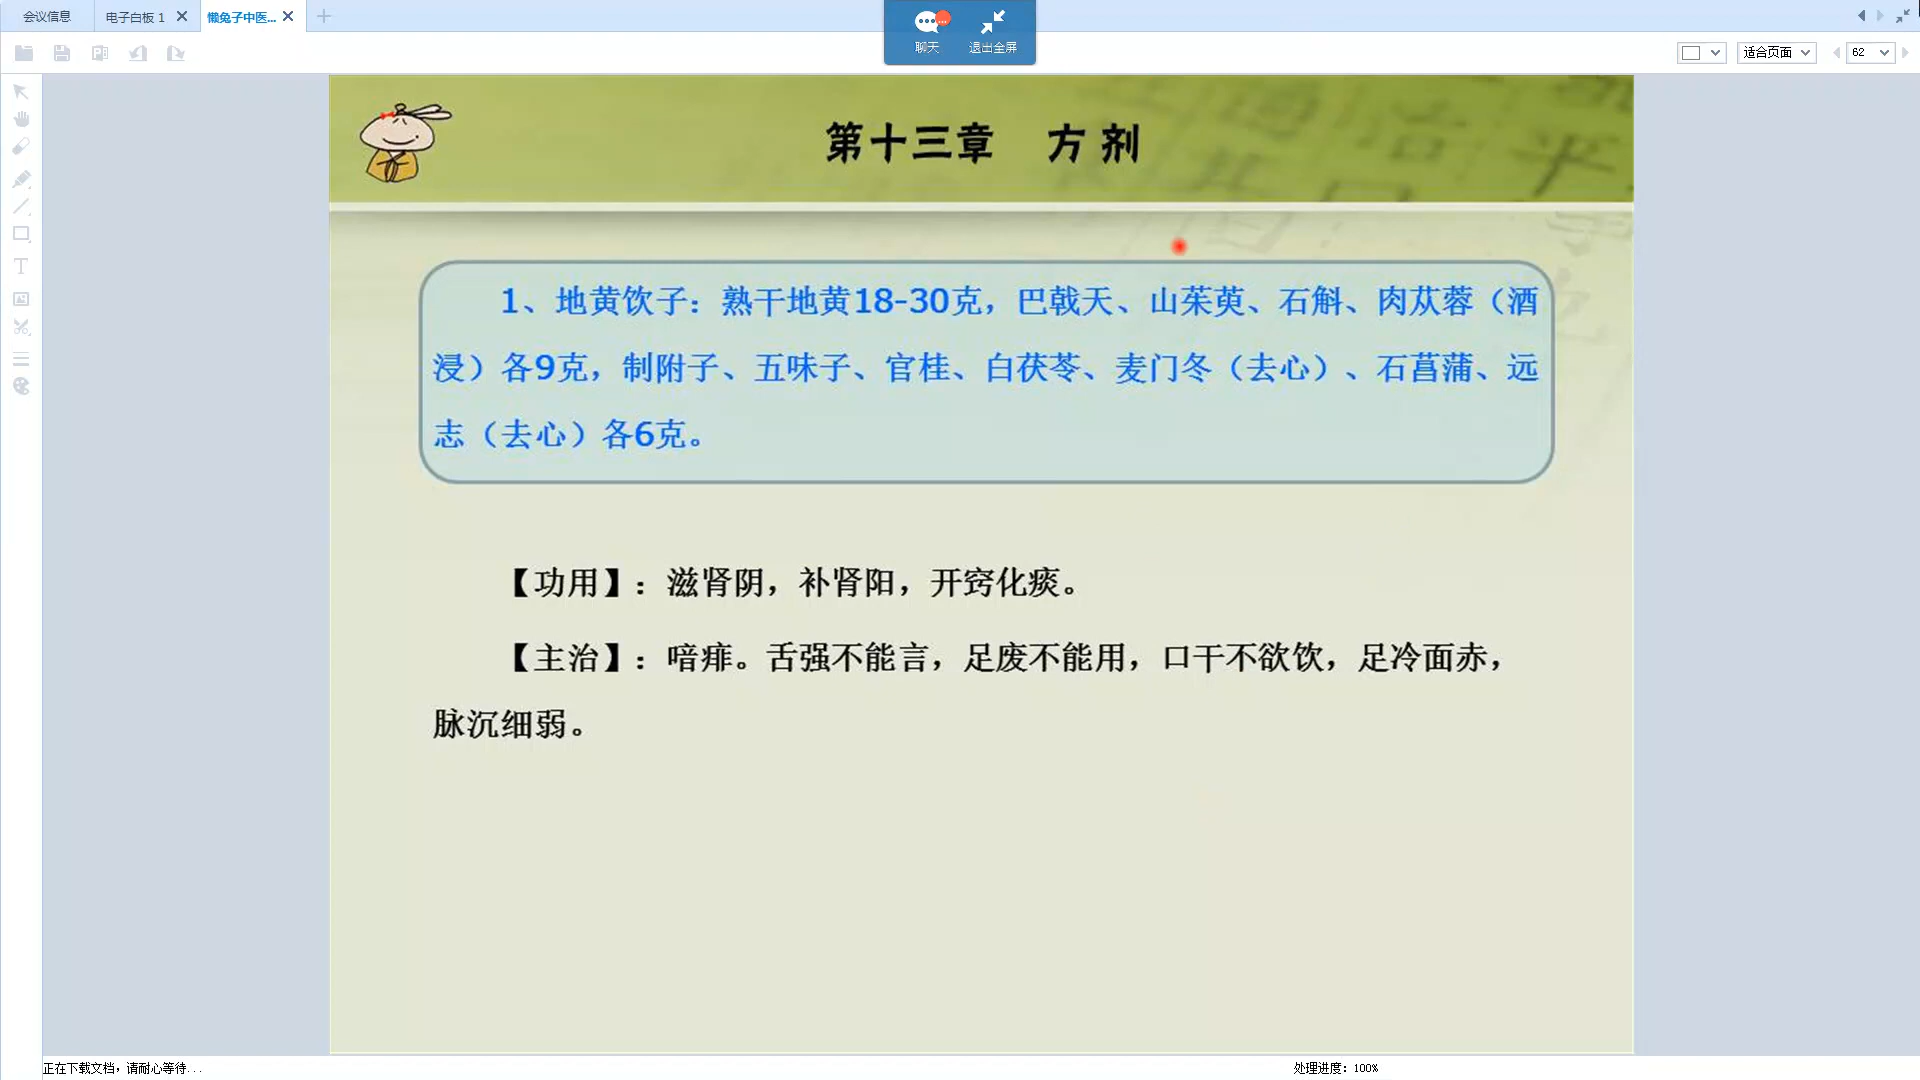 会议信息
电子白板 1
懒兔子中医...
聊天
退出全屏
适合页面
62
第十三章 方剂
1、地黄饮子：熟干地黄18-30克，巴戟天、山茱萸、石斛、肉苁蓉（酒
浸）各9克，制附子、五味子、官桂、白茯苓、麦门冬（去心）、石菖蒲、远
志（去心）各6克。
【功用】：滋肾阴，补肾阳，开窍化痰。
【主治】：喑痱。舌强不能言，足废不能用，口干不欲饮，足冷面赤，
脉沉细弱。
正在下载文档，请耐心等待...
处理进度：100%